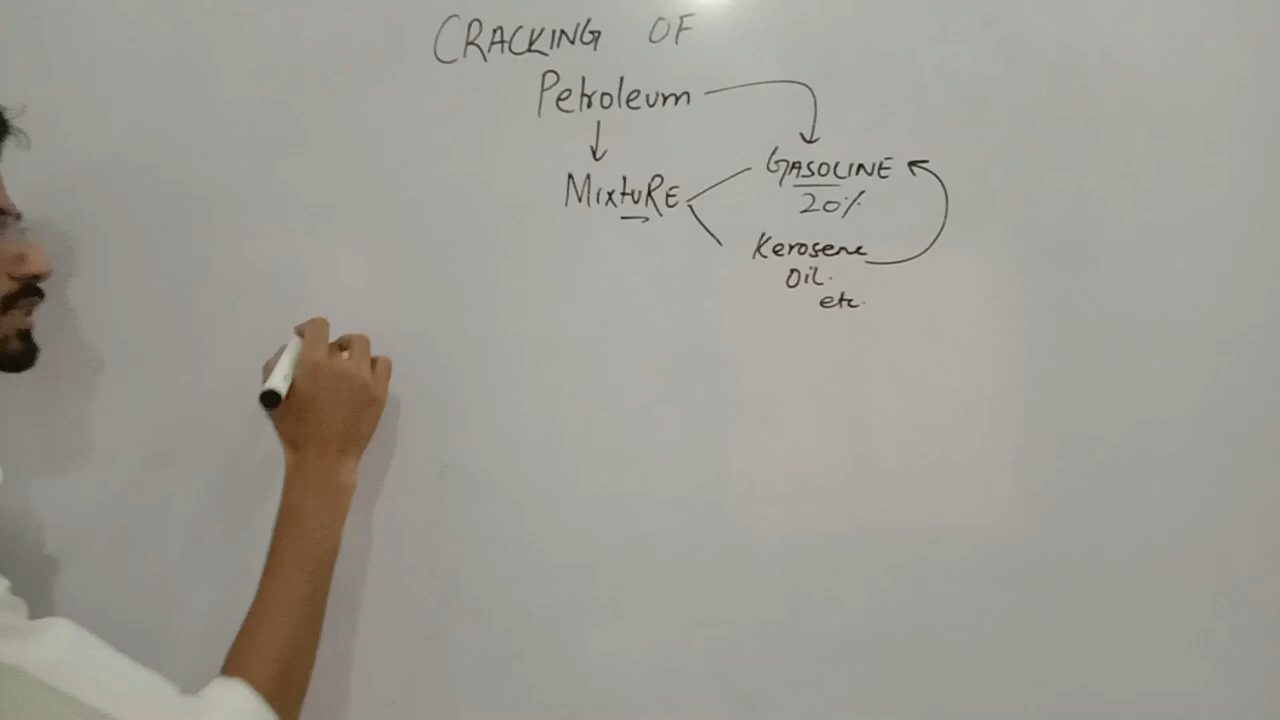 CRACKING OF
Petroleum
MixtuRE
GASOLINE
20%
Kerosene
OiL.
etc.